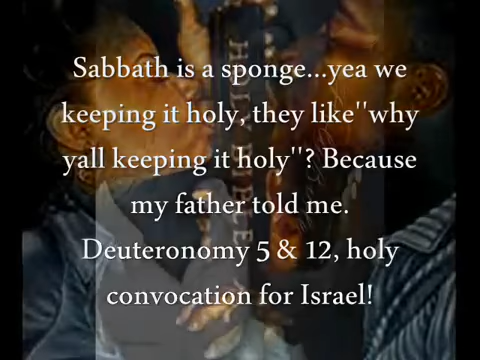 Sabbath is a sponge...yea we
keeping it holy, they like"why
yall keeping it holy"? Because
my father told me.
Deuteronomy 5 & 12, holy
convocation for Israel!